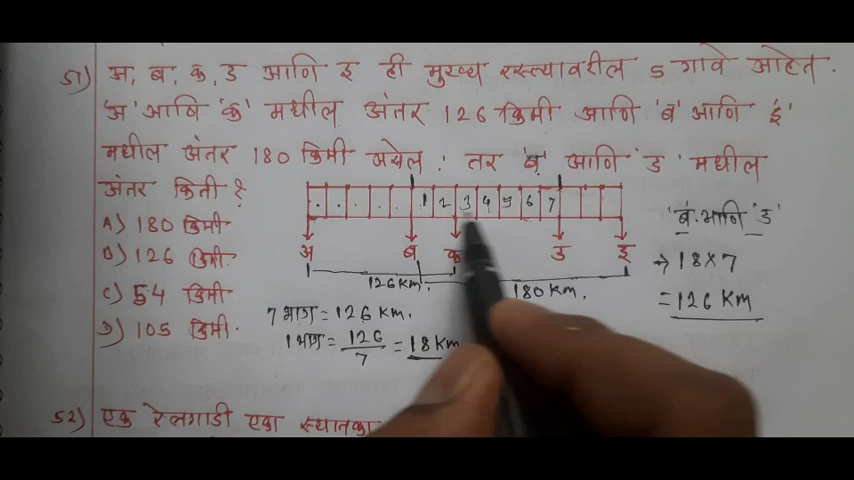 51) अ, ब, क, ड आणि इ ही मुख्य रस्त्यावरील 5 गावे आहेत.
'अ' आणि 'क' मधील अंतर 126 किमी आणि 'ब' आणि 'इ'
मधील अंतर 180 किमी असेल. तर 'ब' आणि 'ड' मधील
अंतर किती ?
1 2 3 4 5 6 7
अ ब क ड इ
126 KM. 180 KM.
A) 180 किमी
B) 126 किमी.
C) 54 किमी
D) 105 किमी.
7 भाग = 126 KM.
1 भाग = 126/7 = 18 KM
'ब' आणि 'ड'
→ 18 x 7
= 126 KM
52) एक रेलगाडी एका स्थानका